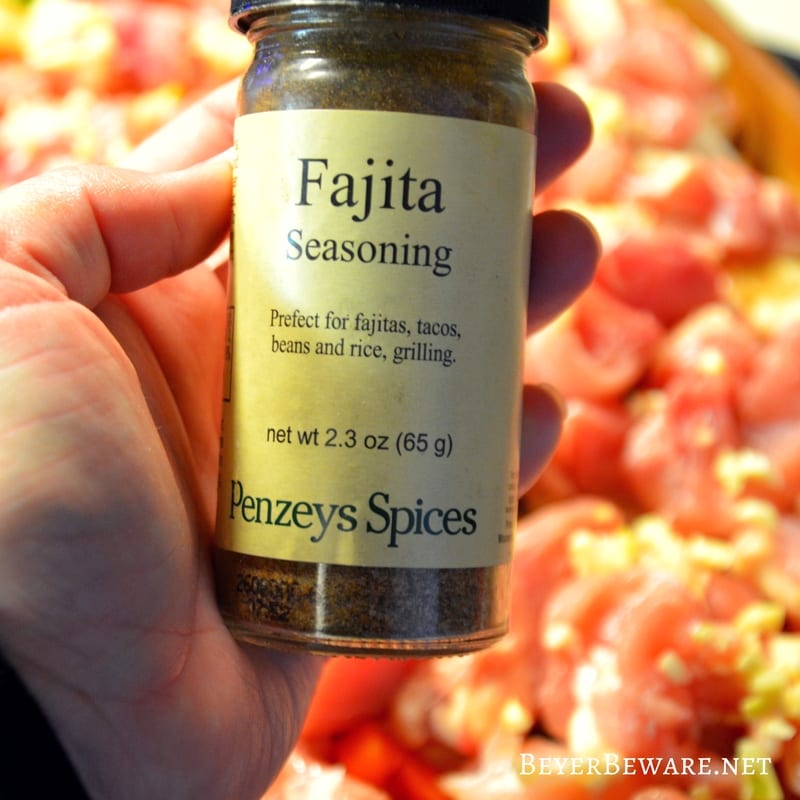 Fajita
Seasoning
Prefect for fajitas, tacos,
beans and rice, grilling.
net wt 2.3 oz (65 g)
Penzeys Spices
BeyerBeware.net